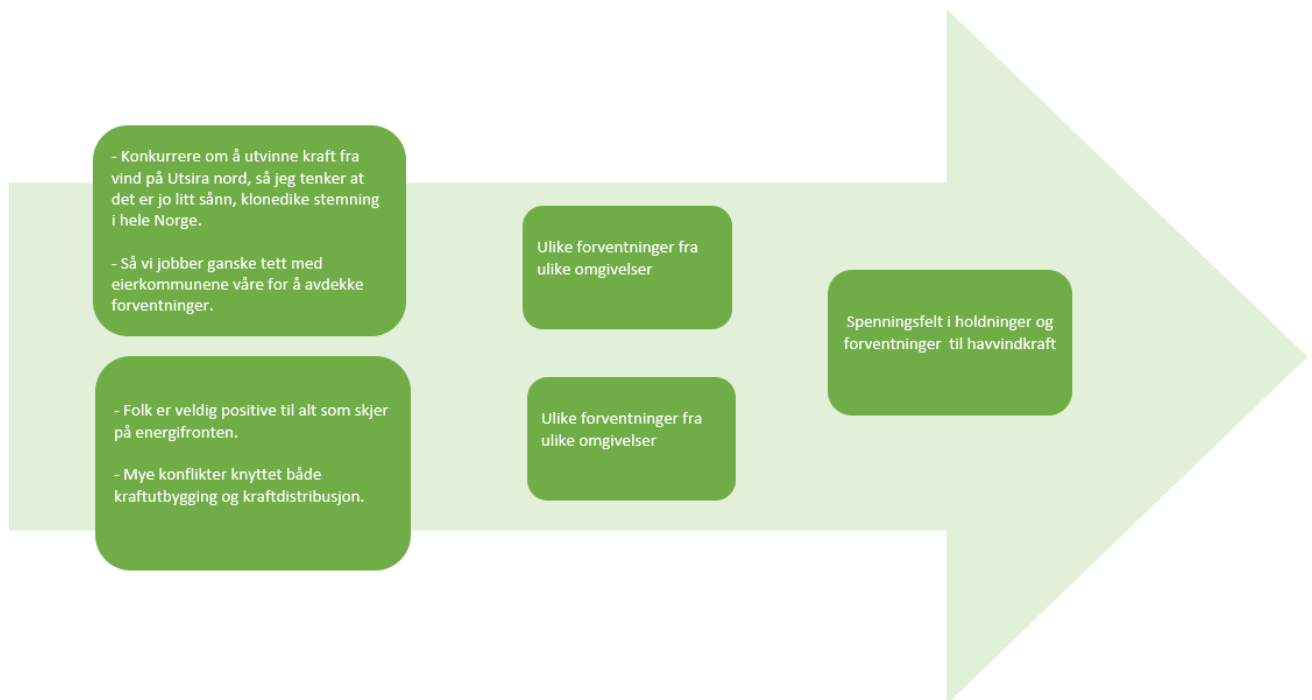 - Konkurrere om å utvinne kraft fra
vind på Utsira nord, så jeg tenker at
det er jo litt sånn, klonedike stemning
i hele Norge.
- Så vi jobber ganske tett med
eierkommunene våre for å avdekke
forventninger.
- Folk er veldig positive til alt som skjer
på energifronten.
- Mye konflikter knyttet både
kraftutbygging og kraftdistribusjon.
Ulike forventninger fra
ulike omgivelser
Ulike forventninger fra
ulike omgivelser
Spenningsfelt i holdninger og
forventninger til havvindkraft